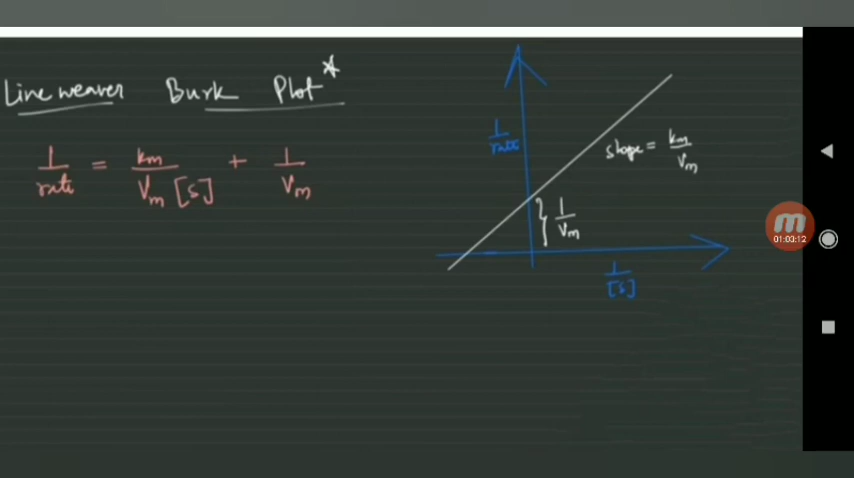 Line weaver Burk Plot*
1/rate = km/Vm [s] + 1/Vm
1/rate
slope = km/Vm
1/Vm
1/[s]
m
01:03:12